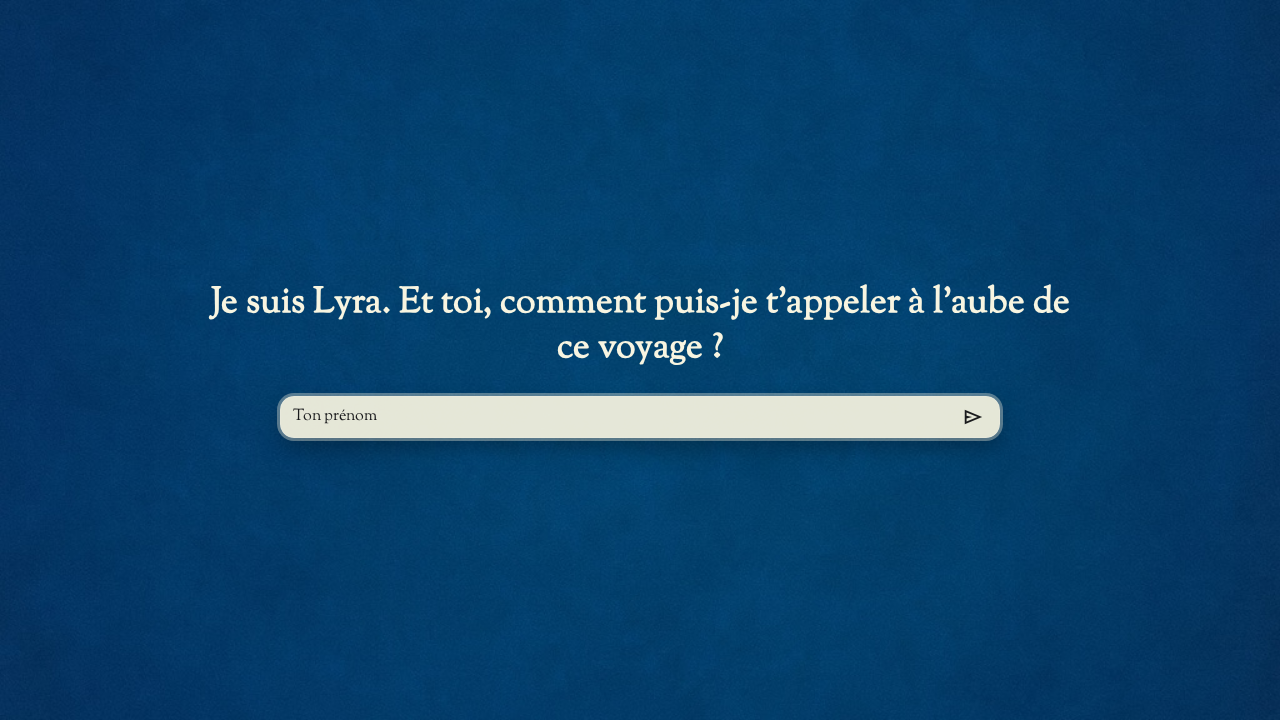 Je suis Lyra. Et toi, comment puis-je t’appeler à l’aube de
ce voyage ?
Ton prénom